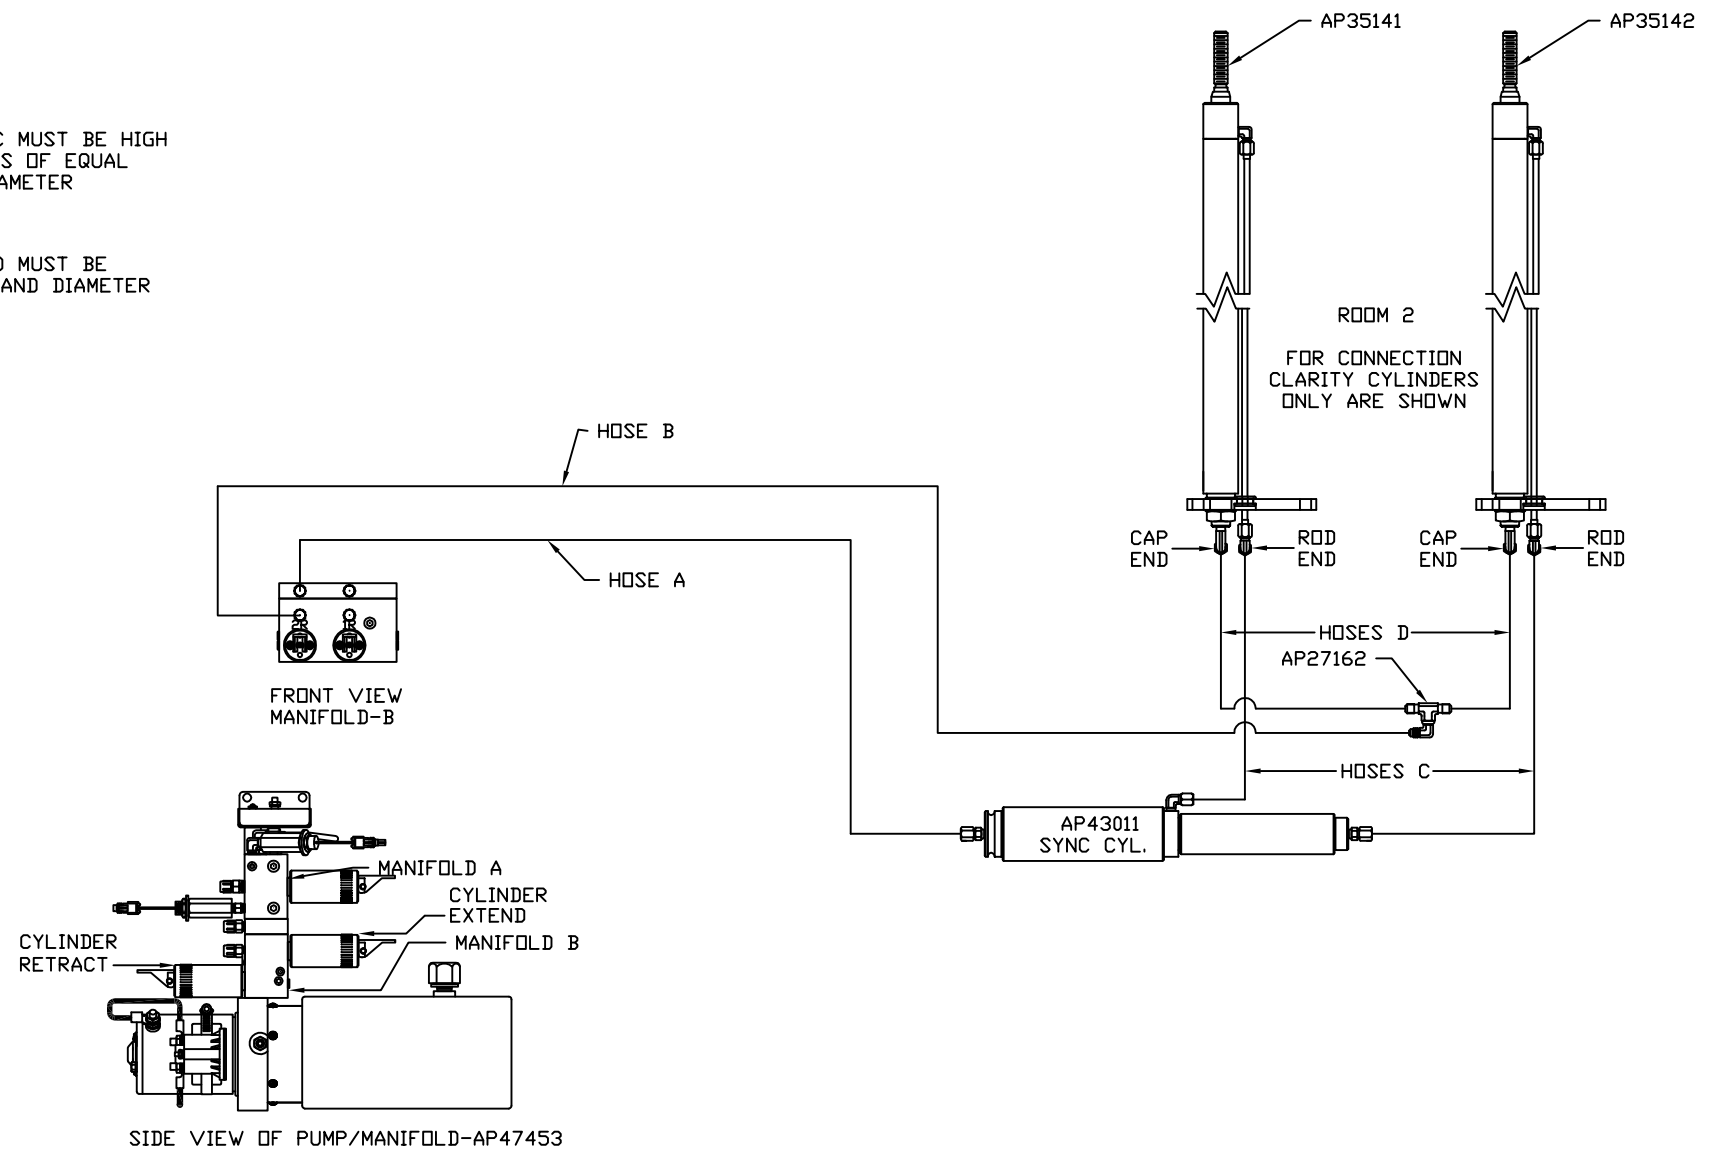 AP35141
AP35142
C MUST BE HIGH
S OF EQUAL
AMETER
MUST BE
AND DIAMETER
ROOM 2
FOR CONNECTION
CLARITY CYLINDERS
ONLY ARE SHOWN
HOSE B
HOSE A
CAP
END
ROD
END
CAP
END
ROD
END
2R
1R
FRONT VIEW
MANIFOLD-B
HOSES D
AP27162
HOSES C
AP43011
SYNC CYL.
MANIFOLD A
CYLINDER
EXTEND
MANIFOLD B
CYLINDER
RETRACT
SIDE VIEW OF PUMP/MANIFOLD-AP47453